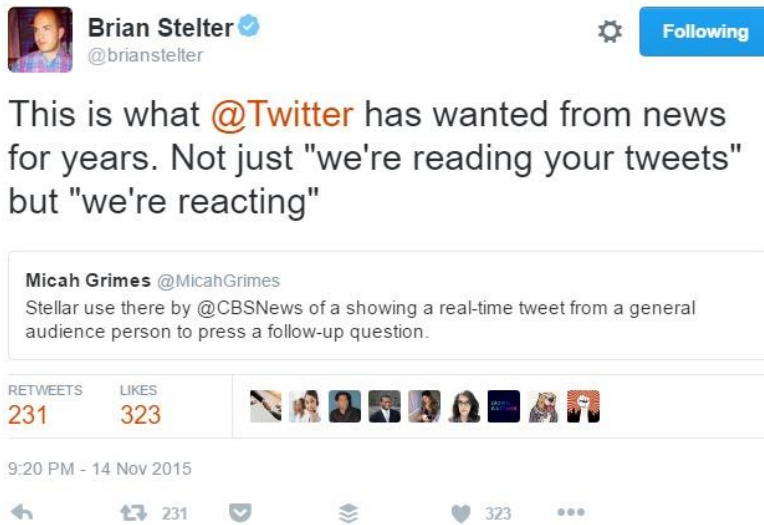 Brian Stelter
@brianstelter
Following
This is what @Twitter has wanted from news
for years. Not just "we're reading your tweets"
but "we're reacting"
Micah Grimes @MicahGrimes
Stellar use there by @CBSNews of a showing a real-time tweet from a general
audience person to press a follow-up question.
RETWEETS LIKES
231 323
9:20 PM - 14 Nov 2015
231 323